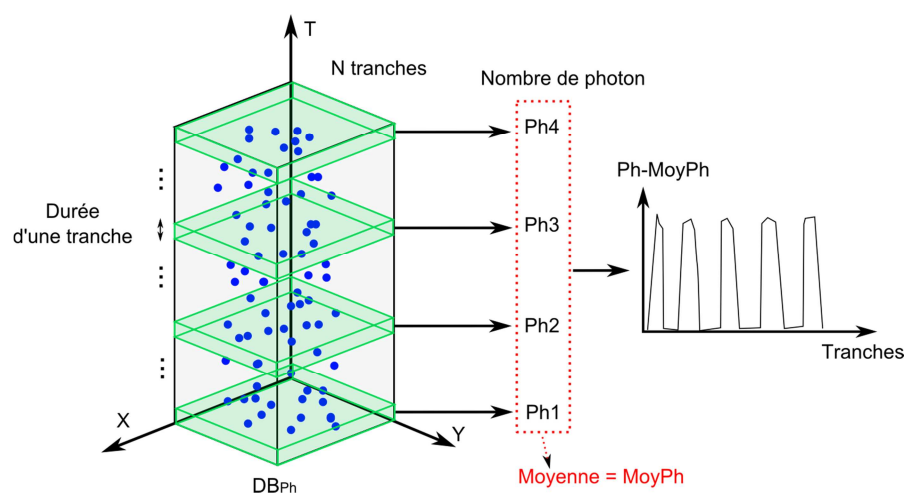 T
N tranches
Nombre de photon
Ph4
Ph-MoyPh
...
Durée
d'une tranche
Ph3
...
Ph2
Tranches
...
X
Y
Ph1
DBPh
Moyenne = MoyPh